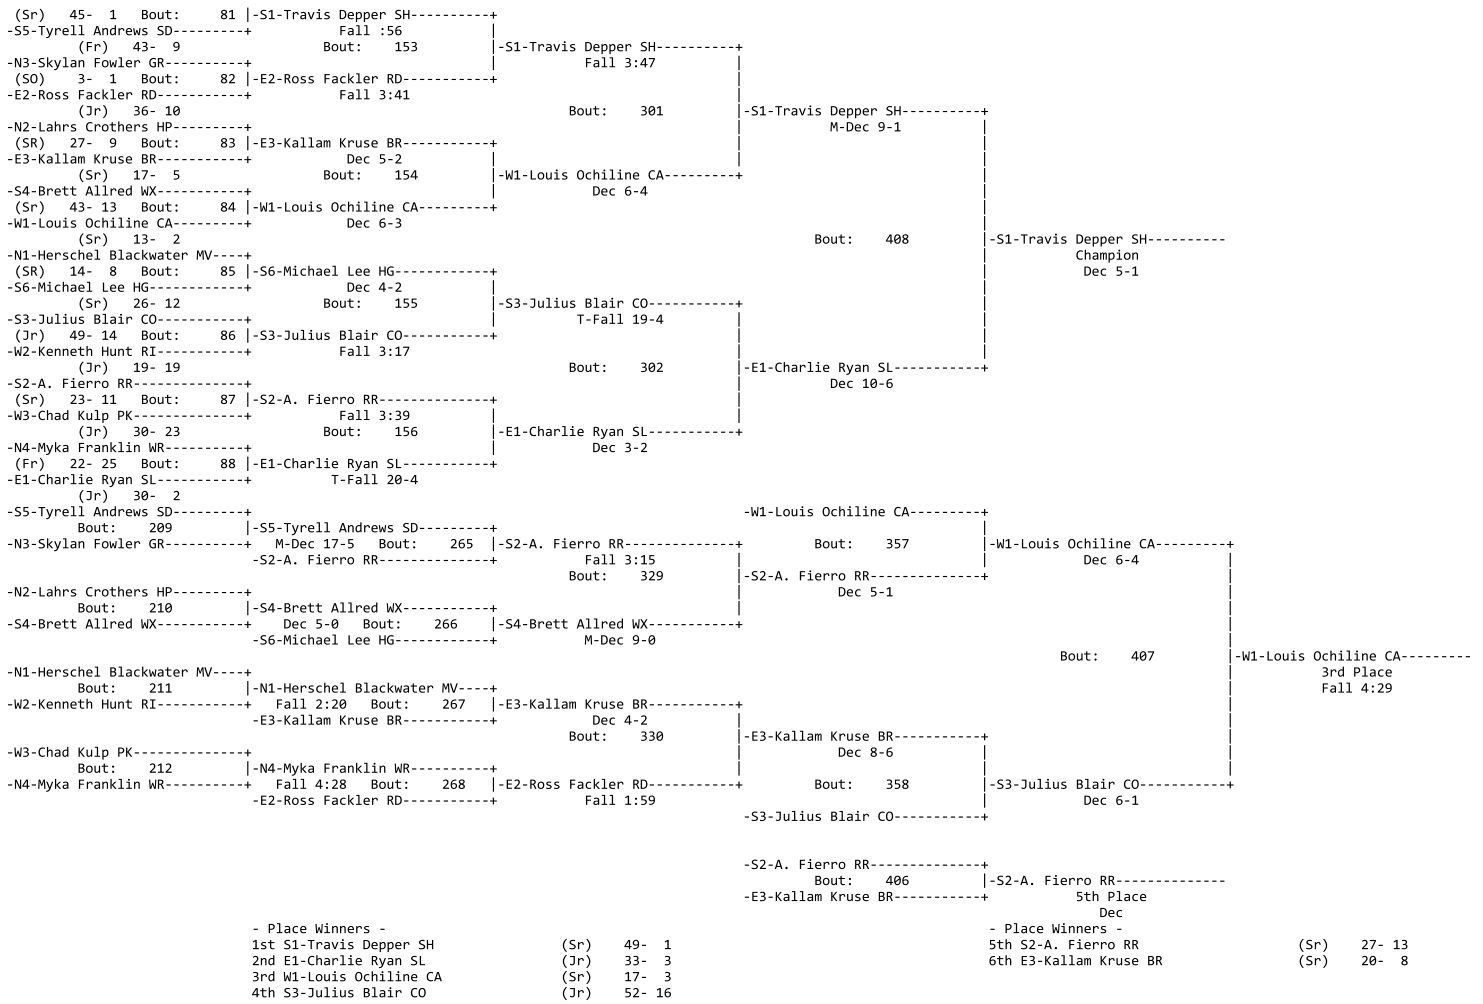 (Sr)   45-  1   Bout:     81 |-S1-Travis Depper SH----------+
-S5-Tyrell Andrews SD---------+           Fall :56           |
         (Fr)   43-  9                  Bout:    153         |-S1-Travis Depper SH----------+
-N3-Skylan Fowler GR----------+                              |           Fall 3:47          |
 (SO)    3-  1   Bout:     82 |-E2-Ross Fackler RD-----------+                              |
-E2-Ross Fackler RD-----------+           Fall 3:41                                         |
         (Jr)   36- 10                                                Bout:    301         |-S1-Travis Depper SH----------+
-N2-Lahrs Crothers HP---------+                                                             |           M-Dec 9-1          |
 (SR)   27-  9   Bout:     83 |-E3-Kallam Kruse BR-----------+                              |                              |
-E3-Kallam Kruse BR-----------+            Dec 5-2           |                              |                              |
         (Sr)   17-  5                  Bout:    154         |-W1-Louis Ochiline CA---------+                              |
-S4-Brett Allred WX-----------+                              |            Dec 6-4                                          |
 (Sr)   43- 13   Bout:     84 |-W1-Louis Ochiline CA---------+                                                             |
-W1-Louis Ochiline CA---------+            Dec 6-3                                                                         |
         (Sr)   13-  2                                                                               Bout:    408         |-S1-Travis Depper SH----------
-N1-Herschel Blackwater MV----+                                                                                            |           Champion
 (SR)   14-  8   Bout:     85 |-S6-Michael Lee HG------------+                                                             |            Dec 5-1
-S6-Michael Lee HG------------+            Dec 4-2           |                                                             |
         (Sr)   26- 12                  Bout:    155         |-S3-Julius Blair CO-----------+                              |
-S3-Julius Blair CO-----------+                              |          T-Fall 19-4         |                              |
 (Jr)   49- 14   Bout:     86 |-S3-Julius Blair CO-----------+                              |                              |
-W2-Kenneth Hunt RI-----------+           Fall 3:17                                         |                              |
         (Jr)   19- 19                                                Bout:    302         |-E1-Charlie Ryan SL-----------+
-S2-A. Fierro RR--------------+                                                             |           Dec 10-6
 (Sr)   23- 11   Bout:     87 |-S2-A. Fierro RR--------------+                              |
-W3-Chad Kulp PK--------------+           Fall 3:39          |                              |
         (Jr)   30- 23                  Bout:    156         |-E1-Charlie Ryan SL-----------+
-N4-Myka Franklin WR----------+                              |            Dec 3-2
 (Fr)   22- 25   Bout:     88 |-E1-Charlie Ryan SL-----------+
-E1-Charlie Ryan SL-----------+          T-Fall 20-4
         (Jr)   30-  2
-S5-Tyrell Andrews SD---------+                                                             -W1-Louis Ochiline CA---------+
         Bout:    209         |-S5-Tyrell Andrews SD---------+                                                             |
-N3-Skylan Fowler GR----------+   M-Dec 17-5   Bout:     265 |-S2-A. Fierro RR--------------+         Bout:    357         |-W1-Louis Ochiline CA---------+
                               -S2-A. Fierro RR--------------+           Fall 3:15          |                              |            Dec 6-4           |
                                                                      Bout:    329         |-S2-A. Fierro RR--------------+                              |
-N2-Lahrs Crothers HP---------+                                                             |            Dec 5-1                                          |
         Bout:    210         |-S4-Brett Allred WX-----------+                              |                                                             |
-S4-Brett Allred WX-----------+    Dec 5-0   Bout:     266 |-S4-Brett Allred WX-----------+                                                             |
                               -S6-Michael Lee HG------------+           M-Dec 9-0                                                                        |
                                                                                                                                    Bout:    407         |-W1-Louis Ochiline CA---------
-N1-Herschel Blackwater MV----+                                                                                                                           |           3rd Place
         Bout:    211         |-N1-Herschel Blackwater MV----+                                                                                            |           Fall 4:29
-W2-Kenneth Hunt RI-----------+   Fall 2:20   Bout:     267 |-E3-Kallam Kruse BR-----------+                                                             |
                               -E3-Kallam Kruse BR-----------+            Dec 4-2           |                                                             |
                                                                      Bout:    330         |-E3-Kallam Kruse BR-----------+                              |
-W3-Chad Kulp PK--------------+                                                             |            Dec 8-6           |                              |
         Bout:    212         |-N4-Myka Franklin WR----------+                              |                              |                              |
-N4-Myka Franklin WR----------+   Fall 4:28   Bout:     268 |-E2-Ross Fackler RD-----------+         Bout:    358         |-S3-Julius Blair CO-----------+
                               -E2-Ross Fackler RD-----------+           Fall 1:59                                         |            Dec 6-1
                                                                                            -S3-Julius Blair CO-----------+
                                                                                            -S2-A. Fierro RR--------------+
                                                                                                     Bout:    406         |-S2-A. Fierro RR--------------
                                                                                            -E3-Kallam Kruse BR-----------+           5th Place
                                                                                                                                         Dec
                               - Place Winners -                                                                           - Place Winners -
                               1st S1-Travis Depper SH                (Sr)    49-  1                                       5th S2-A. Fierro RR                    (Sr)    27- 13
                               2nd E1-Charlie Ryan SL                 (Jr)    33-  3                                       6th E3-Kallam Kruse BR                 (Sr)    20-  8
                               3rd W1-Louis Ochiline CA               (Sr)    17-  3
                               4th S3-Julius Blair CO                 (Jr)    52- 16